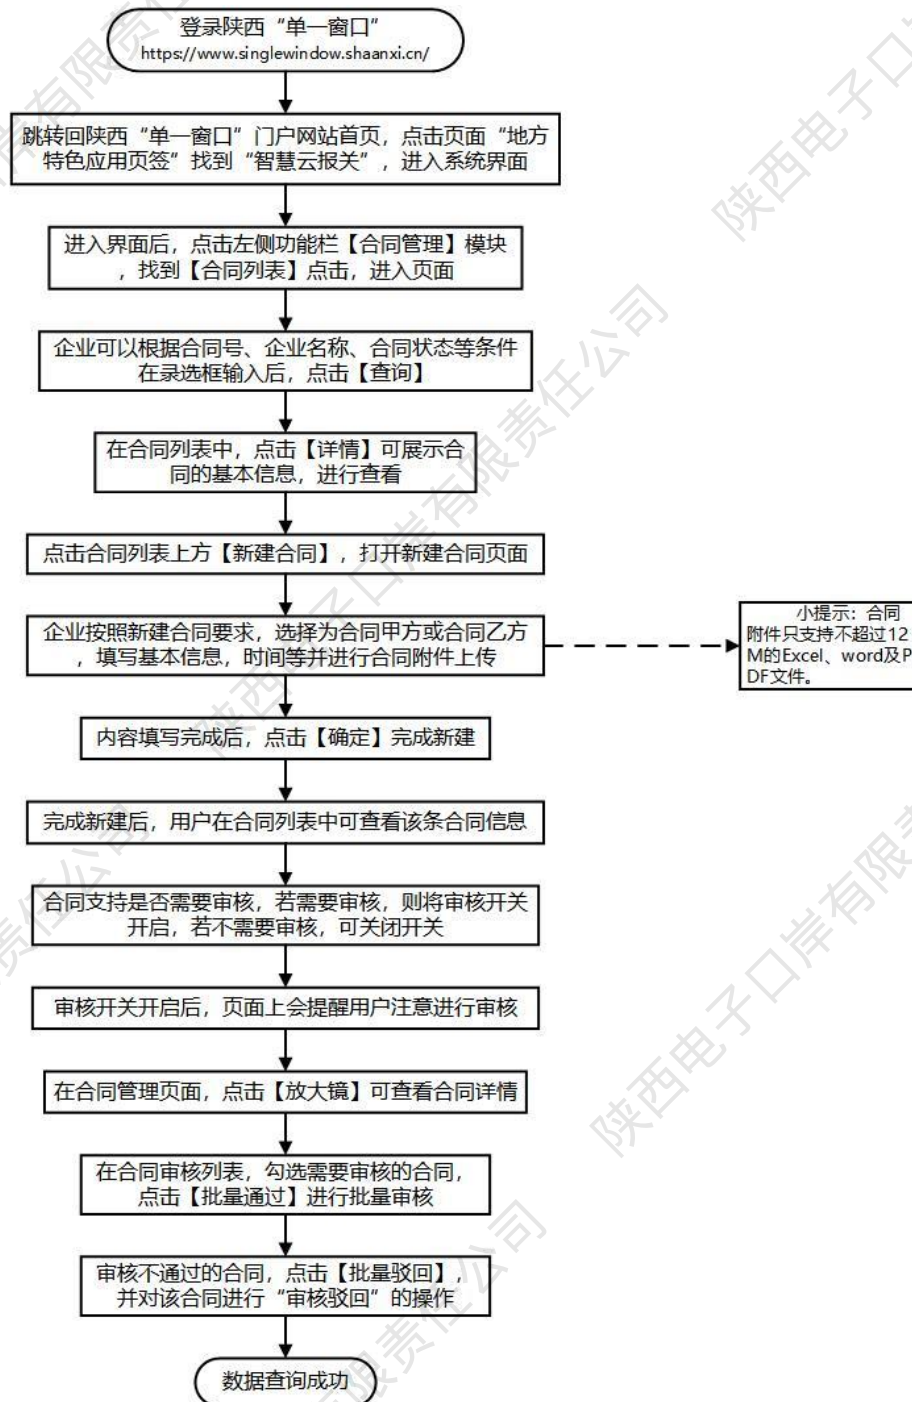 登录陕西“单一窗口”
https://www.singlewindow.shaanxi.cn/
跳转回陕西“单一窗口”门户网站首页，点击页面“地方
特色应用页签”找到“智慧云报关”，进入系统界面
进入界面后，点击左侧功能栏【合同管理】模块
，找到【合同列表】点击，进入页面
企业可以根据合同号、企业名称、合同状态等条件
在录选框输入后，点击【查询】
在合同列表中，点击【详情】可展示合
同的基本信息，进行查看
点击合同列表上方【新建合同】，打开新建合同页面
企业按照新建合同要求，选择为合同甲方或合同乙方
，填写基本信息，时间等并进行合同附件上传
小提示：合同
附件只支持不超过12
M的Excel、word及P
DF文件。
内容填写完成后，点击【确定】完成新建
完成新建后，用户在合同列表中可查看该条合同信息
合同支持是否需要审核，若需要审核，则将审核开关
开启，若不需要审核，可关闭开关
审核开关开启后，页面上会提醒用户注意进行审核
在合同管理页面，点击【放大镜】可查看合同详情
在合同审核列表，勾选需要审核的合同，
点击【批量通过】进行批量审核
审核不通过的合同，点击【批量驳回】，
并对该合同进行“审核驳回”的操作
数据查询成功
陕西电子口岸有限责任公司